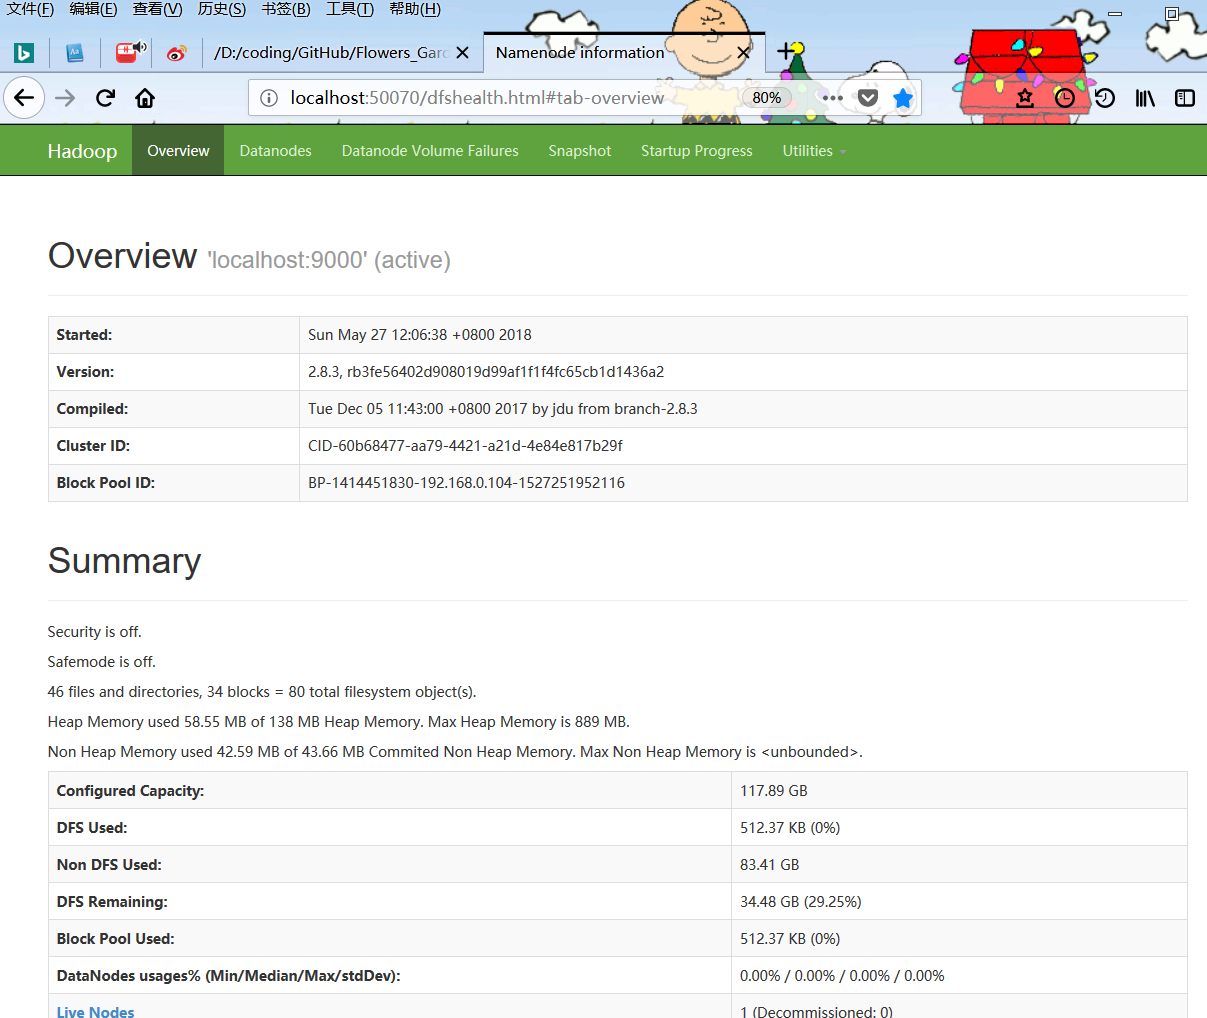 文件(F) 编辑(E) 查看(V) 历史(S) 书签(B) 工具(T) 帮助(H)
/D:/coding/GitHub/Flowers_Gard Namenode information
localhost:50070/dfshealth.html#tab-overview 80%
Hadoop Overview Datanodes Datanode Volume Failures Snapshot Startup Progress Utilities
Overview 'localhost:9000' (active)
Started: Sun May 27 12:06:38 +0800 2018
Version: 2.8.3, rb3fe56402d908019d99af1f1f4fc65cb1d1436a2
Compiled: Tue Dec 05 11:43:00 +0800 2017 by jdu from branch-2.8.3
Cluster ID: CID-60b68477-aa79-4421-a21d-4e84e817b29f
Block Pool ID: BP-1414451830-192.168.0.104-1527251952116
Summary
Security is off.
Safemode is off.
46 files and directories, 34 blocks = 80 total filesystem object(s).
Heap Memory used 58.55 MB of 138 MB Heap Memory. Max Heap Memory is 889 MB.
Non Heap Memory used 42.59 MB of 43.66 MB Commited Non Heap Memory. Max Non Heap Memory is <unbounded>.
Configured Capacity: 117.89 GB
DFS Used: 512.37 KB (0%)
Non DFS Used: 83.41 GB
DFS Remaining: 34.48 GB (29.25%)
Block Pool Used: 512.37 KB (0%)
DataNodes usages% (Min/Median/Max/stdDev): 0.00% / 0.00% / 0.00% / 0.00%
Live Nodes 1 (Decommissioned: 0)